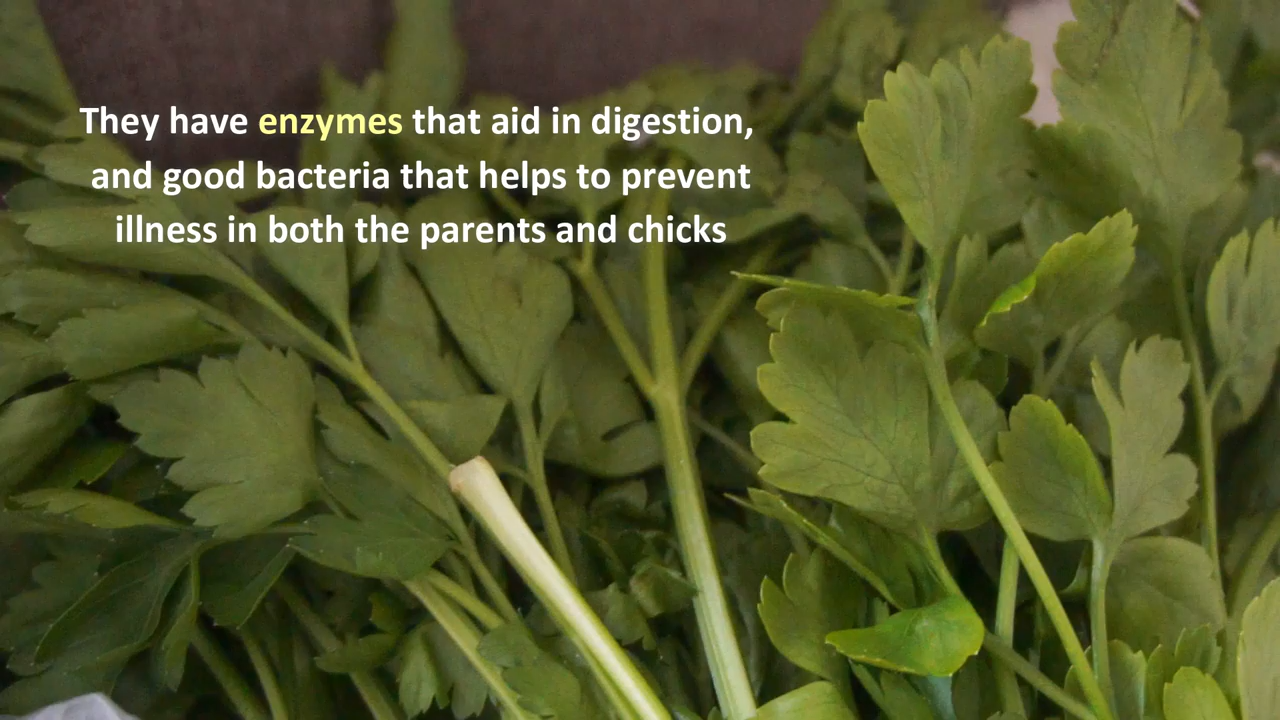 They have enzymes that aid in digestion,
and good bacteria that helps to prevent
illness in both the parents and chicks